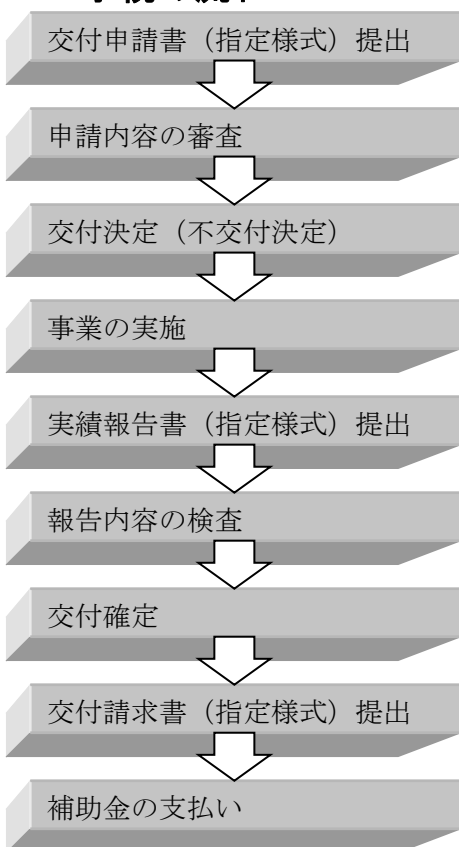 交付申請書（指定様式）提出
申請内容の審査
交付決定（不交付決定）
事業の実施
実績報告書（指定様式）提出
報告内容の検査
交付確定
交付請求書（指定様式）提出
補助金の支払い